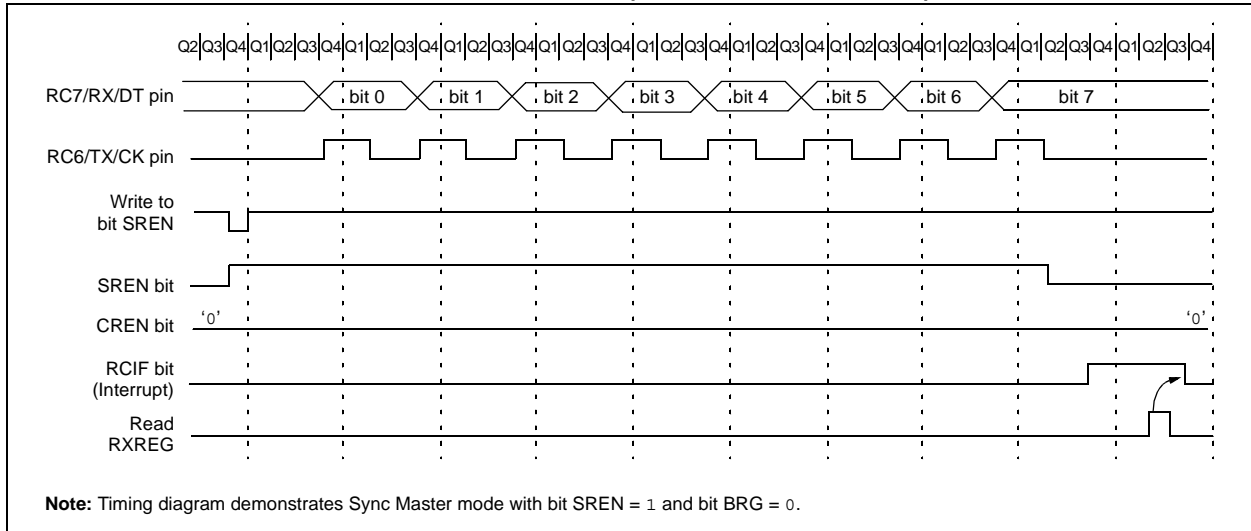 Q2 Q3 Q4 Q1 Q2 Q3 Q4 Q1 Q2 Q3 Q4 Q1 Q2 Q3 Q4 Q1 Q2 Q3 Q4 Q1 Q2 Q3 Q4 Q1 Q2 Q3 Q4 Q1 Q2 Q3 Q4 Q1 Q2 Q3 Q4 Q1 Q2 Q3 Q4 Q1 Q2 Q3 Q4
RC7/RX/DT pin bit 0 bit 1 bit 2 bit 3 bit 4 bit 5 bit 6 bit 7
RC6/TX/CK pin
Write to
bit SREN
SREN bit
CREN bit ‘0’ ‘0’
RCIF bit
(Interrupt)
Read
RXREG
Note: Timing diagram demonstrates Sync Master mode with bit SREN = 1 and bit BRG = 0.